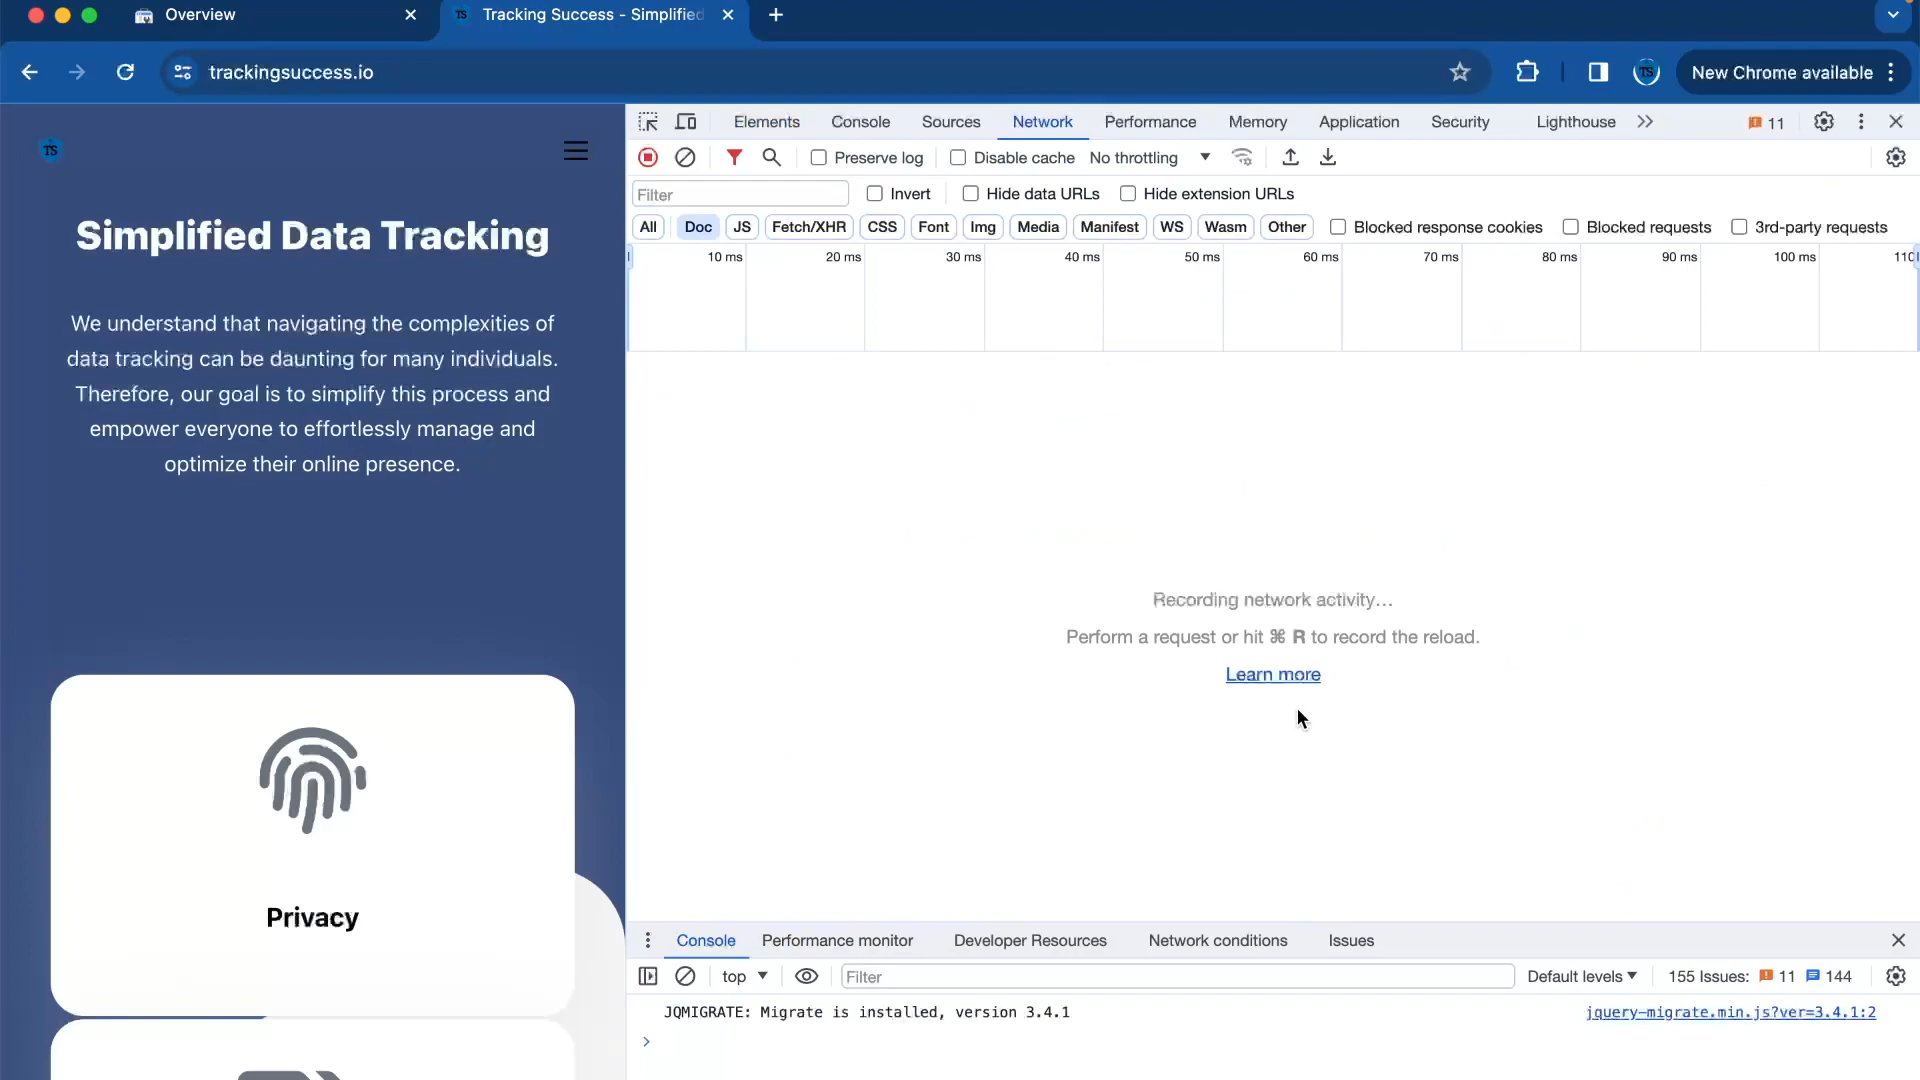 Overview
TS Tracking Success - Simplified
trackingsuccess.io
TS New Chrome available
TS
Simplified Data Tracking
We understand that navigating the complexities of
data tracking can be daunting for many individuals.
Therefore, our goal is to simplify this process and
empower everyone to effortlessly manage and
optimize their online presence.
Privacy
Elements Console Sources Network Performance Memory Application Security Lighthouse 11
Preserve log Disable cache No throttling
Filter Invert Hide data URLs Hide extension URLs
All Doc JS Fetch/XHR CSS Font Img Media Manifest WS Wasm Other Blocked response cookies Blocked requests 3rd-party requests
10 ms 20 ms 30 ms 40 ms 50 ms 60 ms 70 ms 80 ms 90 ms 100 ms 110
Recording network activity…
Perform a request or hit ⌘ R to record the reload.
Learn more
Console Performance monitor Developer Resources Network conditions Issues
top Filter Default levels 155 Issues: 11 144
JQMIGRATE: Migrate is installed, version 3.4.1 jquery-migrate.min.js?ver=3.4.1:2